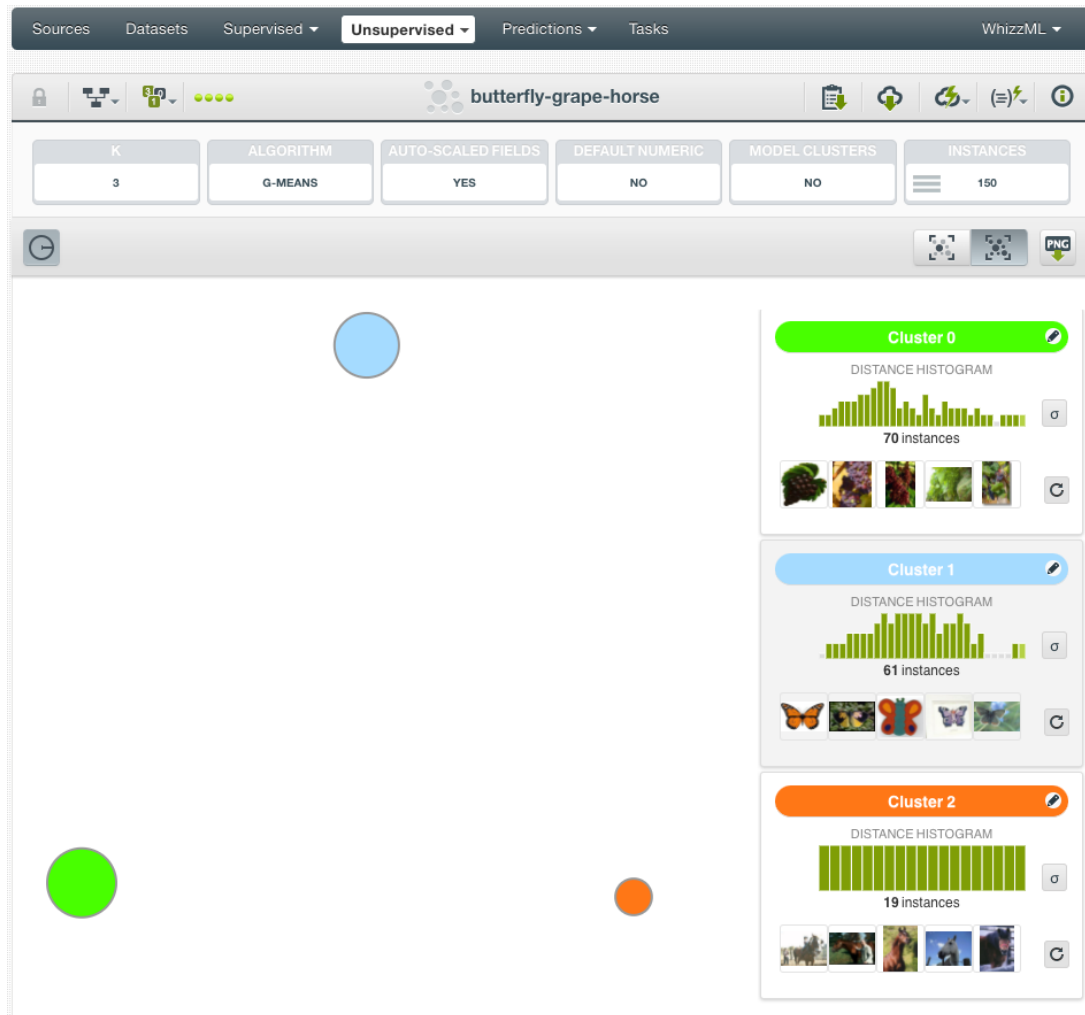 Sources Datasets Supervised Unsupervised Predictions Tasks WhizzML
butterfly-grape-horse
K ALGORITHM AUTO-SCALED FIELDS DEFAULT NUMERIC MODEL CLUSTERS INSTANCES
3 G-MEANS YES NO NO 150
PNG
Cluster 0
DISTANCE HISTOGRAM
σ
70 instances
Cluster 1
DISTANCE HISTOGRAM
σ
61 instances
Cluster 2
DISTANCE HISTOGRAM
σ
19 instances